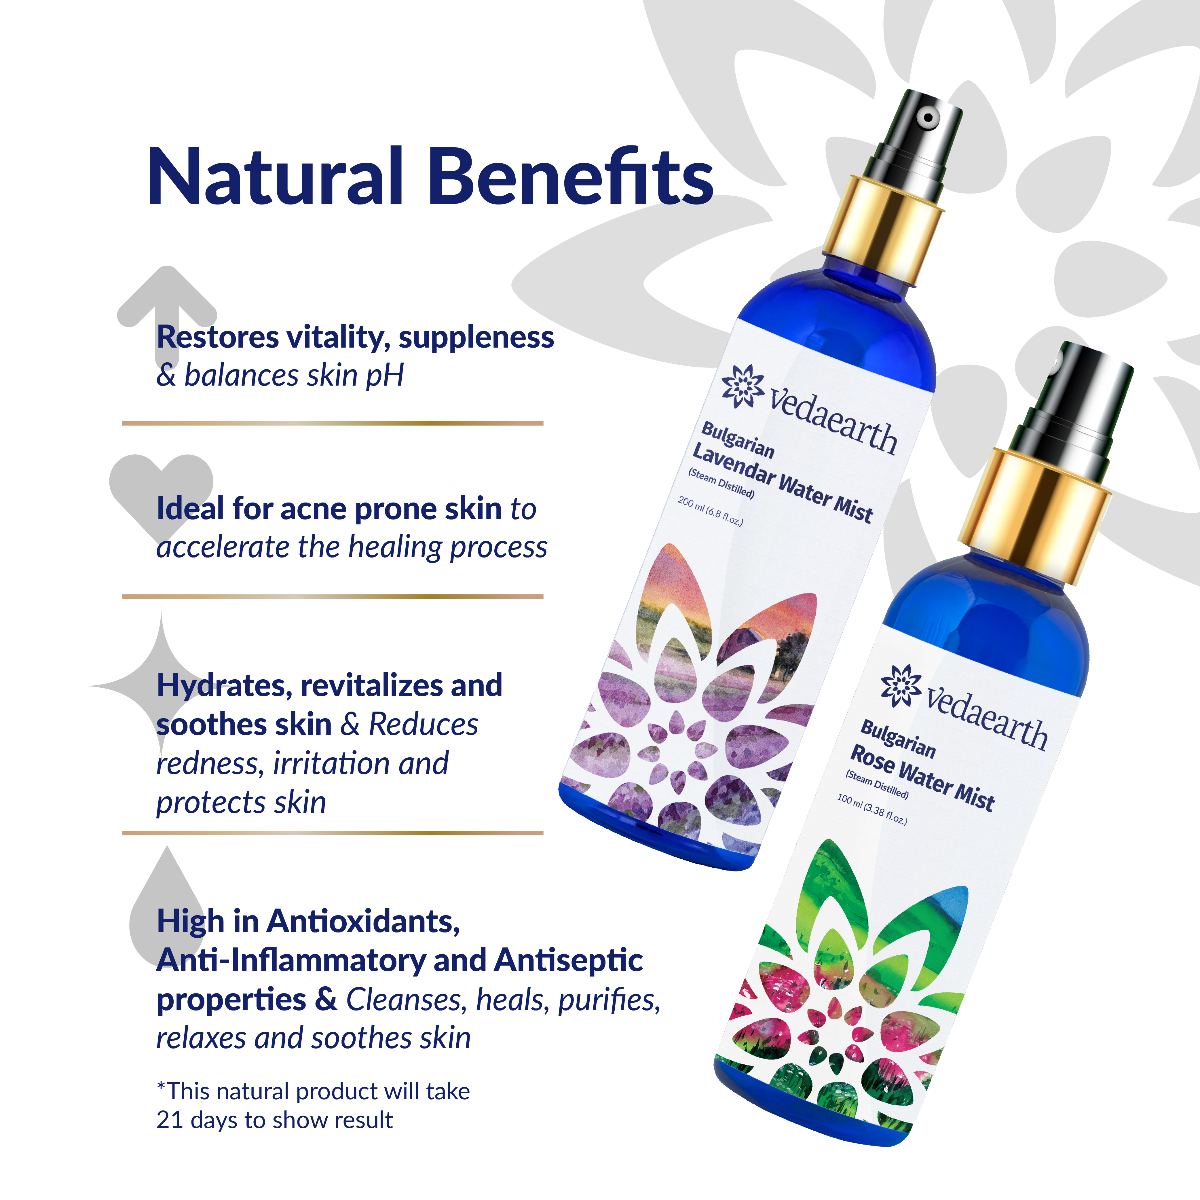 Natural Benefits
Restores vitality, suppleness
& balances skin pH
Ideal for acne prone skin to
accelerate the healing process
Hydrates, revitalizes and
soothes skin & Reduces
redness, irritation and
protects skin
High in Antioxidants,
Anti-Inflammatory and Antiseptic
properties & Cleanses, heals, purifies,
relaxes and soothes skin
*This natural product will take
21 days to show result
vedaearth
Bulgarian
Lavendar Water Mist
(Steam Distilled)
200 ml (6.8 fl.oz.)
vedaearth
Bulgarian
Rose Water Mist
(Steam Distilled)
100 ml (3.38 fl.oz.)